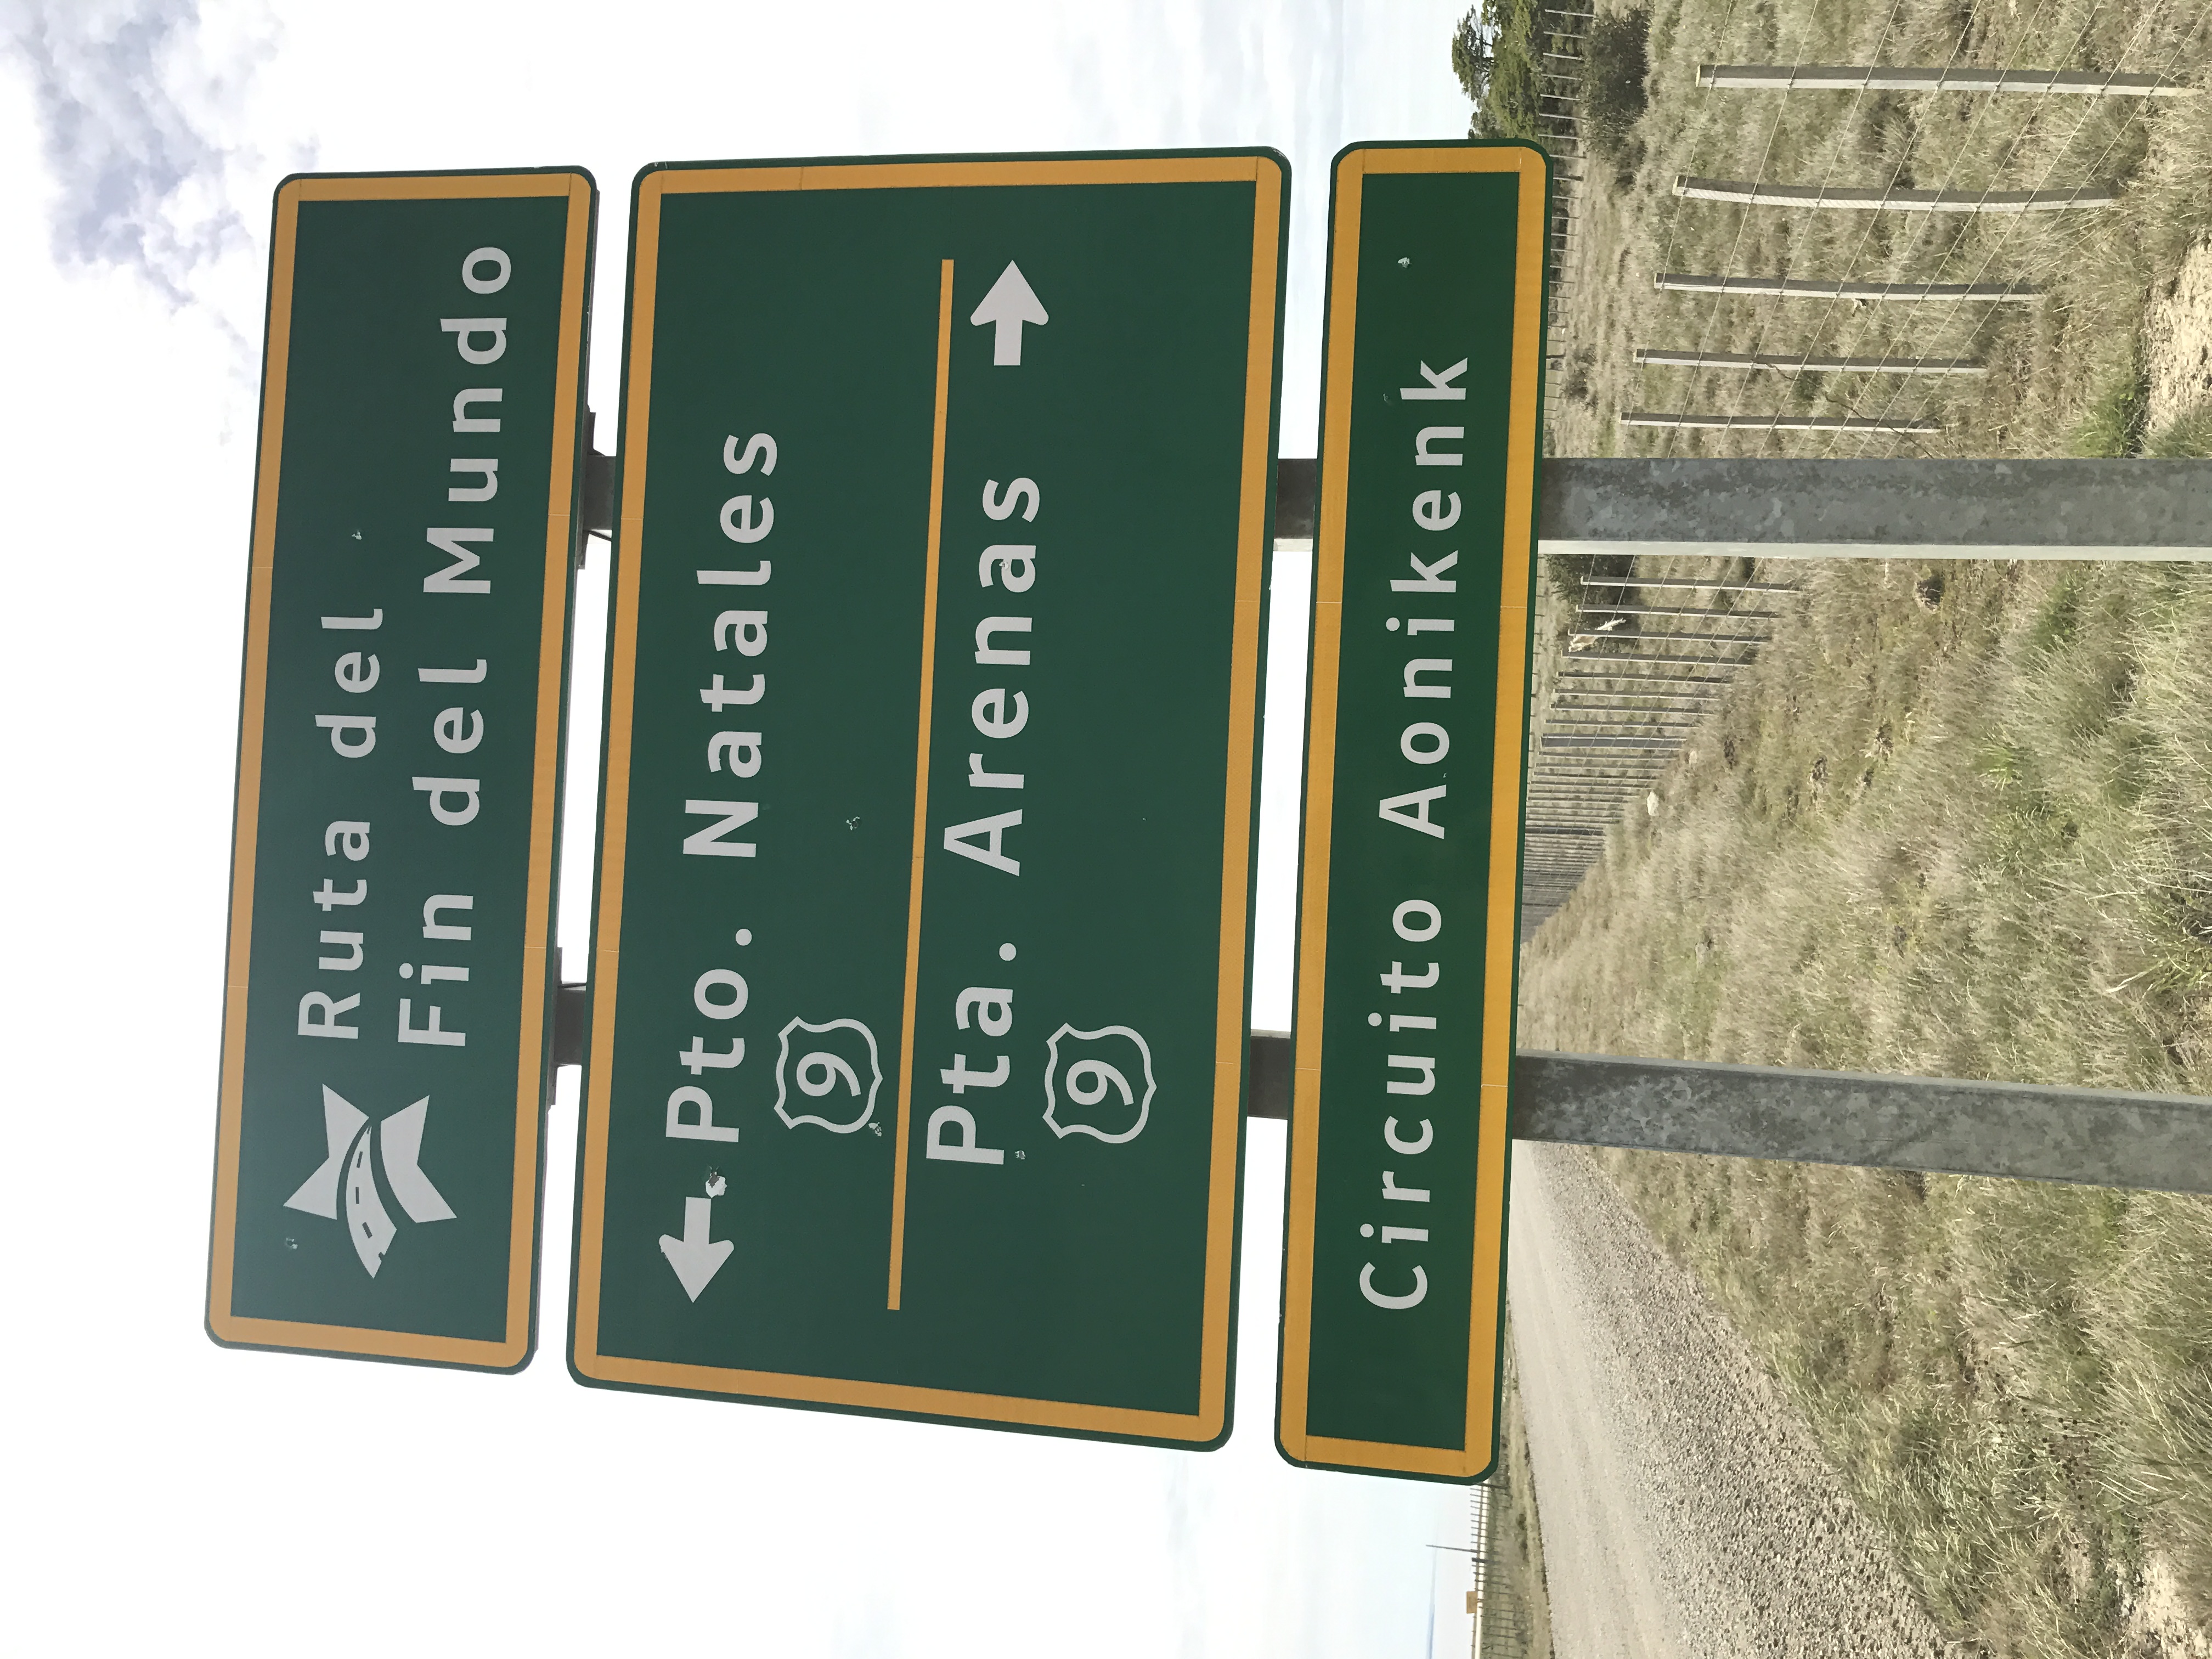 Ruta del
Fin del Mundo
Pto. Natales
9
Pta. Arenas
9
Circuito Aonikenk